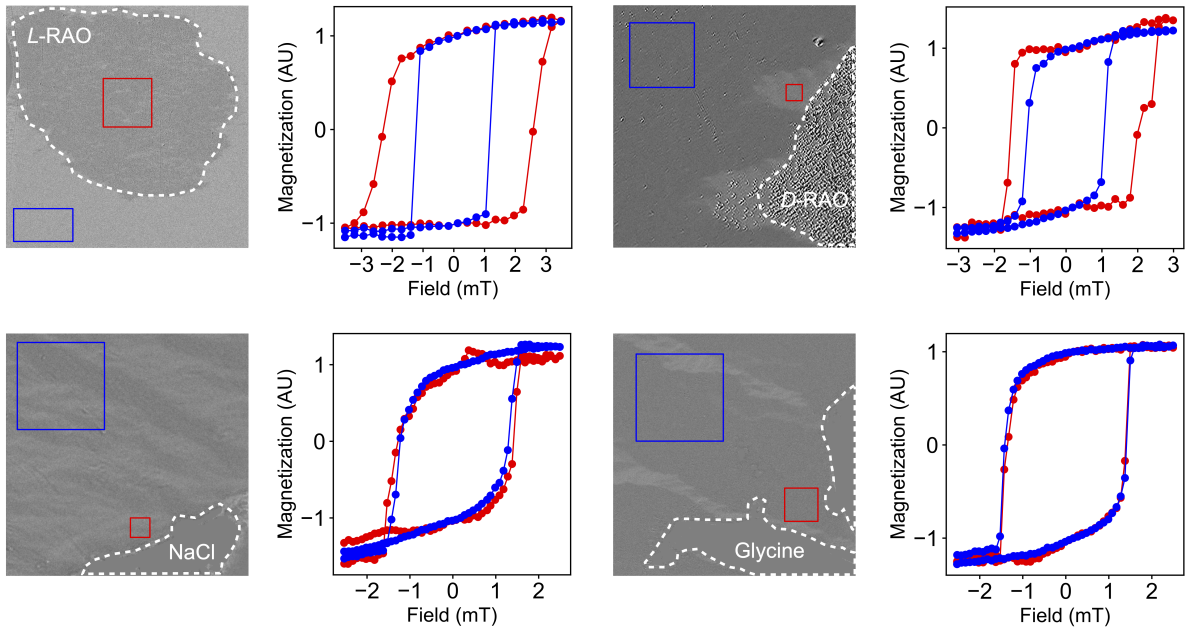 L-RAO
Magnetization (AU)
1
0
−1
−3 −2 −1 0 1 2 3
Field (mT)
D-RAO
Magnetization (AU)
1
0
−1
−3 −2 −1 0 1 2 3
Field (mT)
NaCl
Magnetization (AU)
1
0
−1
−2 −1 0 1 2
Field (mT)
Glycine
Magnetization (AU)
1
0
−1
−2 −1 0 1 2
Field (mT)